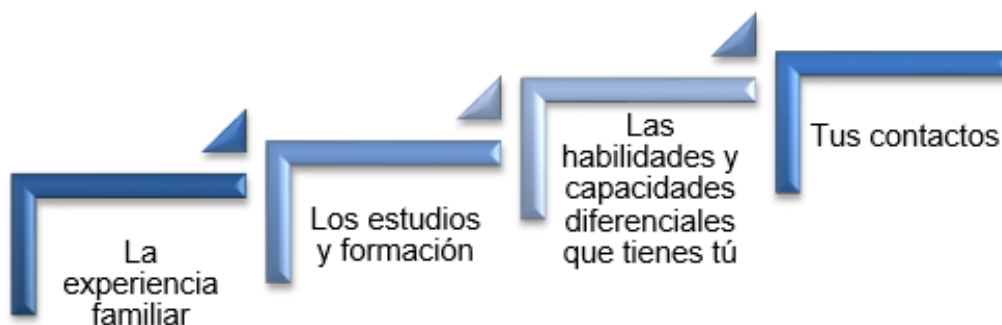 La
experiencia
familiar
Los estudios
y formación
Las
habilidades y
capacidades
diferenciales
que tienes tú
Tus contactos